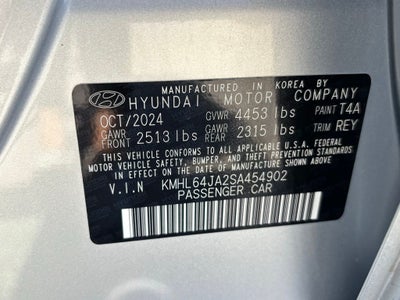 MANUFACTURED IN KOREA BY
HYUNDAI MOTOR COMPANY
OCT/2024 GVWR 4453 lbs PAINT T4A
GAWR FRONT 2513 lbs GAWR REAR 2315 lbs TRIM REY
THIS VEHICLE CONFORMS TO ALL APPLICABLE U.S.A. FEDERAL
MOTOR VEHICLE SAFETY, BUMPER, AND THEFT PREVENTION
STANDARDS IN EFFECT ON THE DATE OF MANUFACTURE SHOWN ABOVE.
V.I.N KMHL64JA2SA454902
PASSENGER CAR